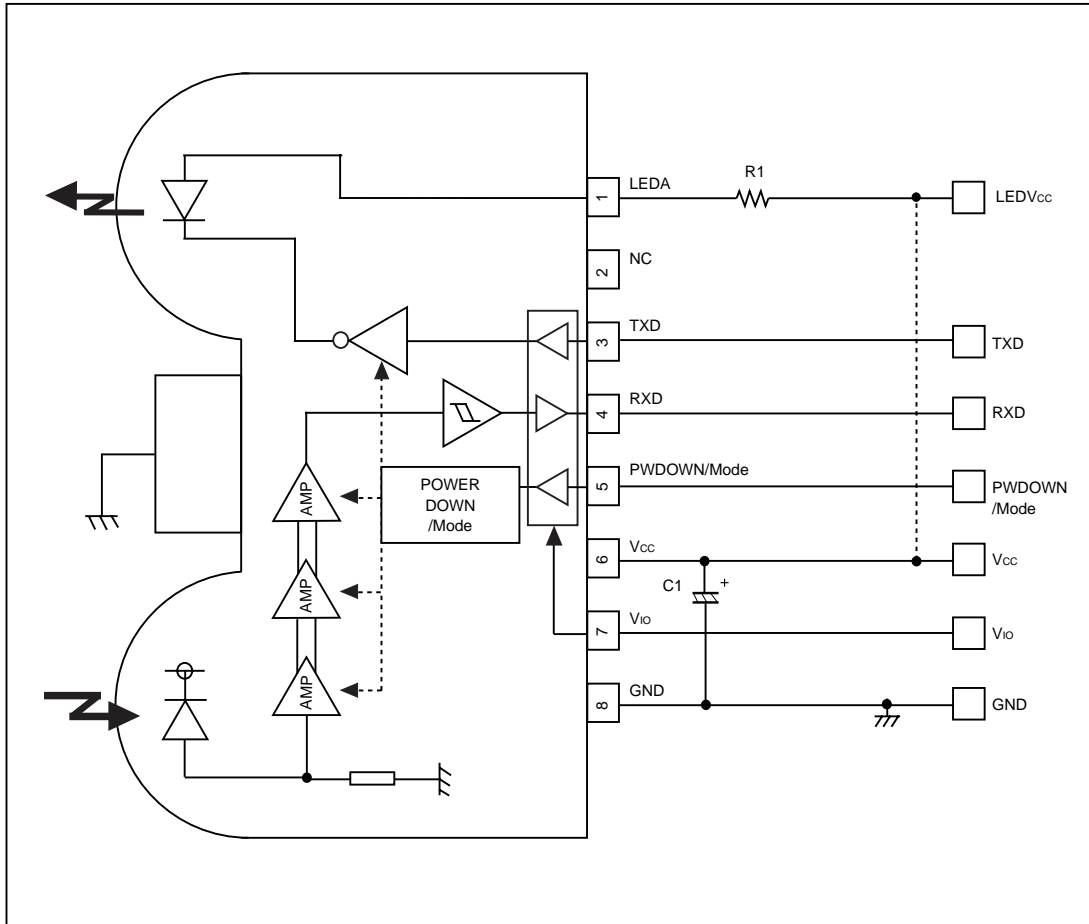 LEDA
R1
LEDVcc
1
NC
2
TXD
3
TXD
RXD
4
RXD
PWDOWN/Mode
5
PWDOWN
/Mode
POWER
DOWN
/Mode
AMP
AMP
AMP
Vcc
6
Vcc
C1
+
VIO
7
VIO
GND
8
GND